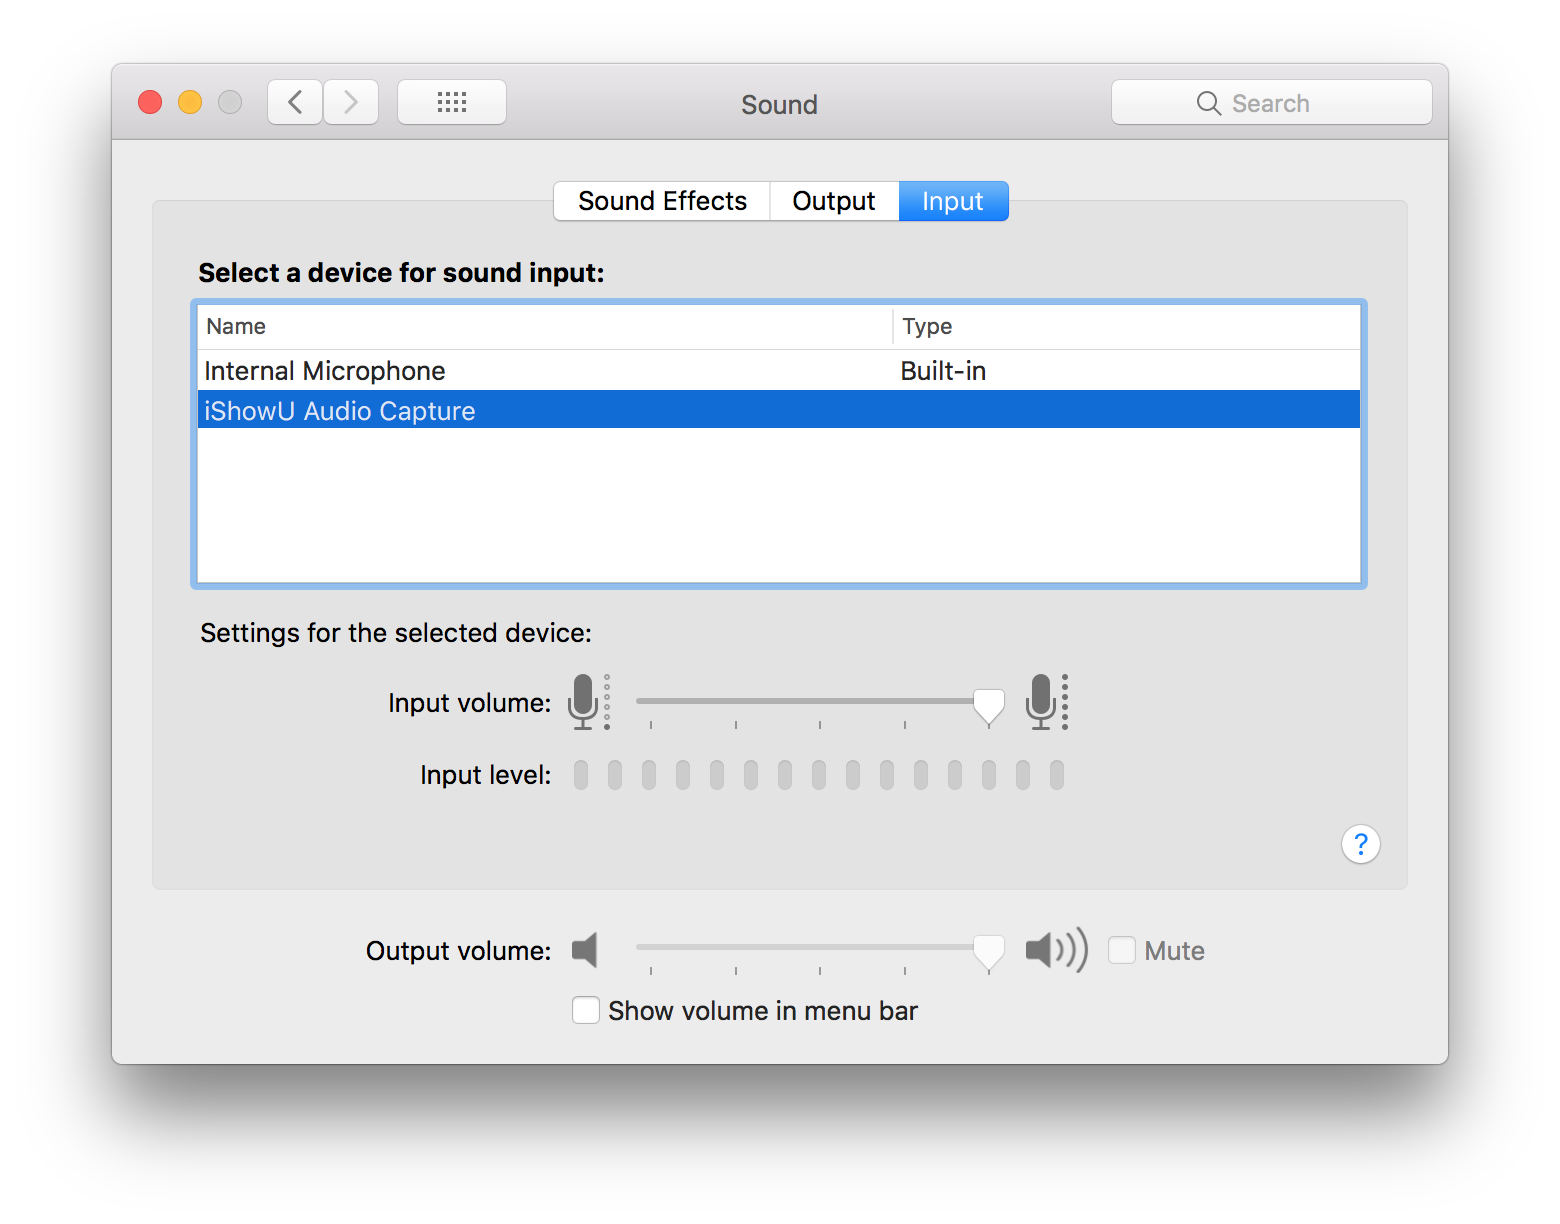 Sound
Search
Sound Effects Output Input
Select a device for sound input:
Name Type
Internal Microphone Built-in
iShowU Audio Capture
Settings for the selected device:
Input volume:
Input level:
?
Output volume: Mute
Show volume in menu bar